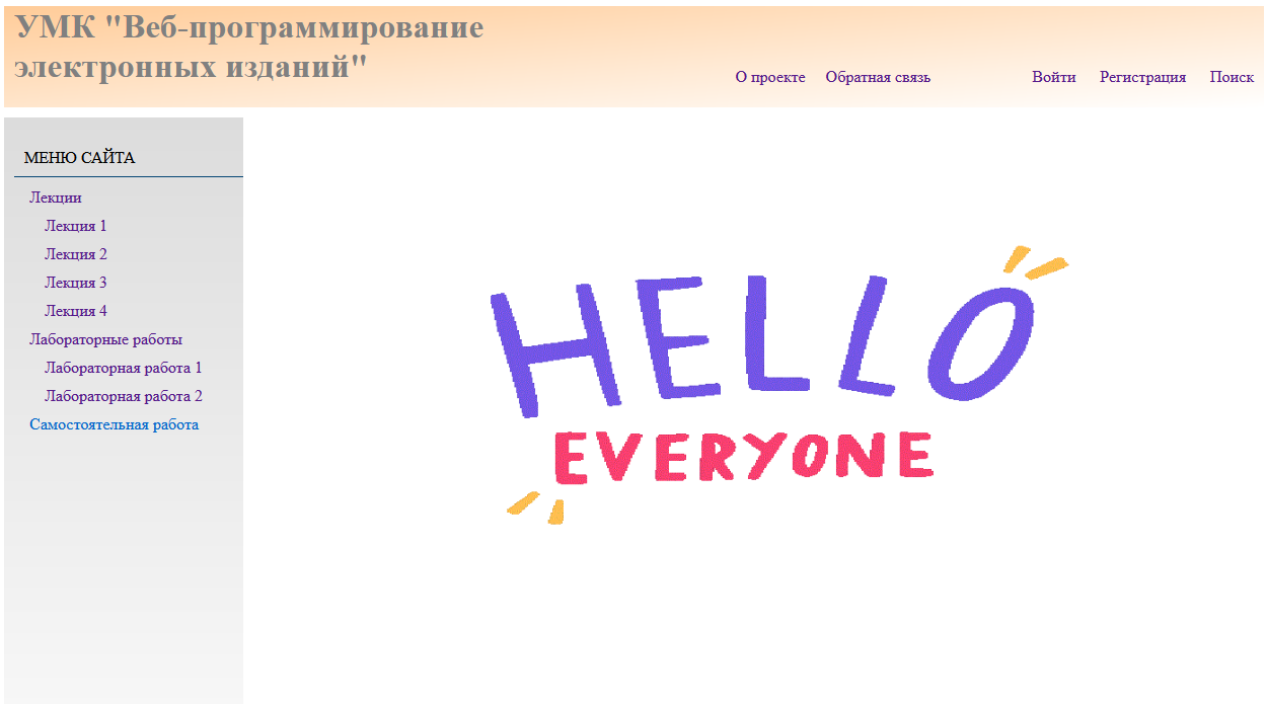 УМК "Веб-программирование
электронных изданий"
О проекте Обратная связь Войти Регистрация Поиск
МЕНЮ САЙТА
Лекции
Лекция 1
Лекция 2
Лекция 3
Лекция 4
Лабораторные работы
Лабораторная работа 1
Лабораторная работа 2
Самостоятельная работа
HELLO
EVERYONE